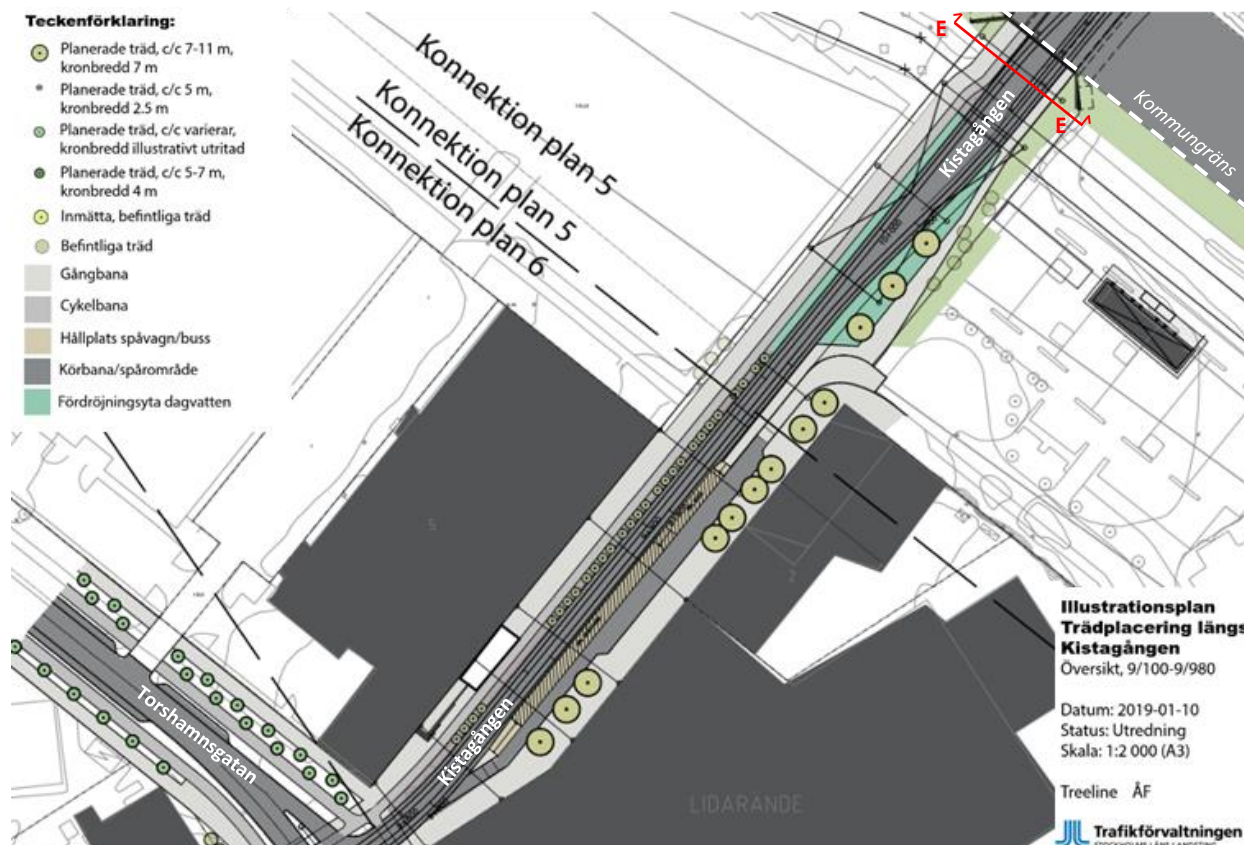 Teckenförklaring:
Planerade träd, c/c 7-11 m,
kronbredd 7 m
Planerade träd, c/c 5 m,
kronbredd 2.5 m
Planerade träd, c/c varierar,
kronbredd illustrativt utritad
Planerade träd, c/c 5-7 m,
kronbredd 4 m
Inmätta, befintliga träd
Befintliga träd
Gångbana
Cykelbana
Hållplats spåvagn/buss
Körbana/spårområde
Fördröjningsyta dagvatten
Konnektion plan 5
Konnektion plan 5
Konnektion plan 6
E
E
Kistagången
Kommungräns
S
Z
Torshamnsgatan
Kistagången
LIDARÄNDE
Illustrationsplan
Trädplacering längs
Kistagången
Översikt, 9/100-9/980
Datum: 2019-01-10
Status: Utredning
Skala: 1:2 000 (A3)
Treeline ÅF
Trafikförvaltningen